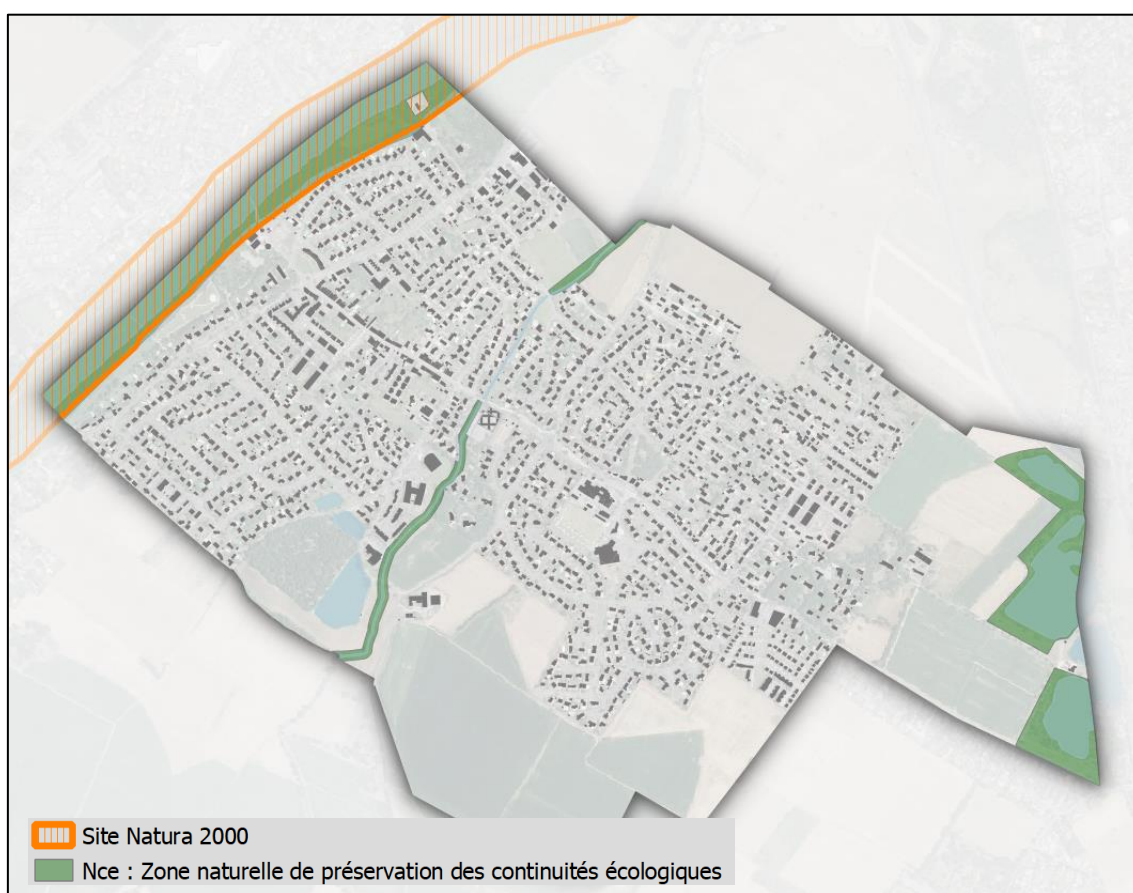 Site Natura 2000
Nce : Zone naturelle de préservation des continuités écologiques